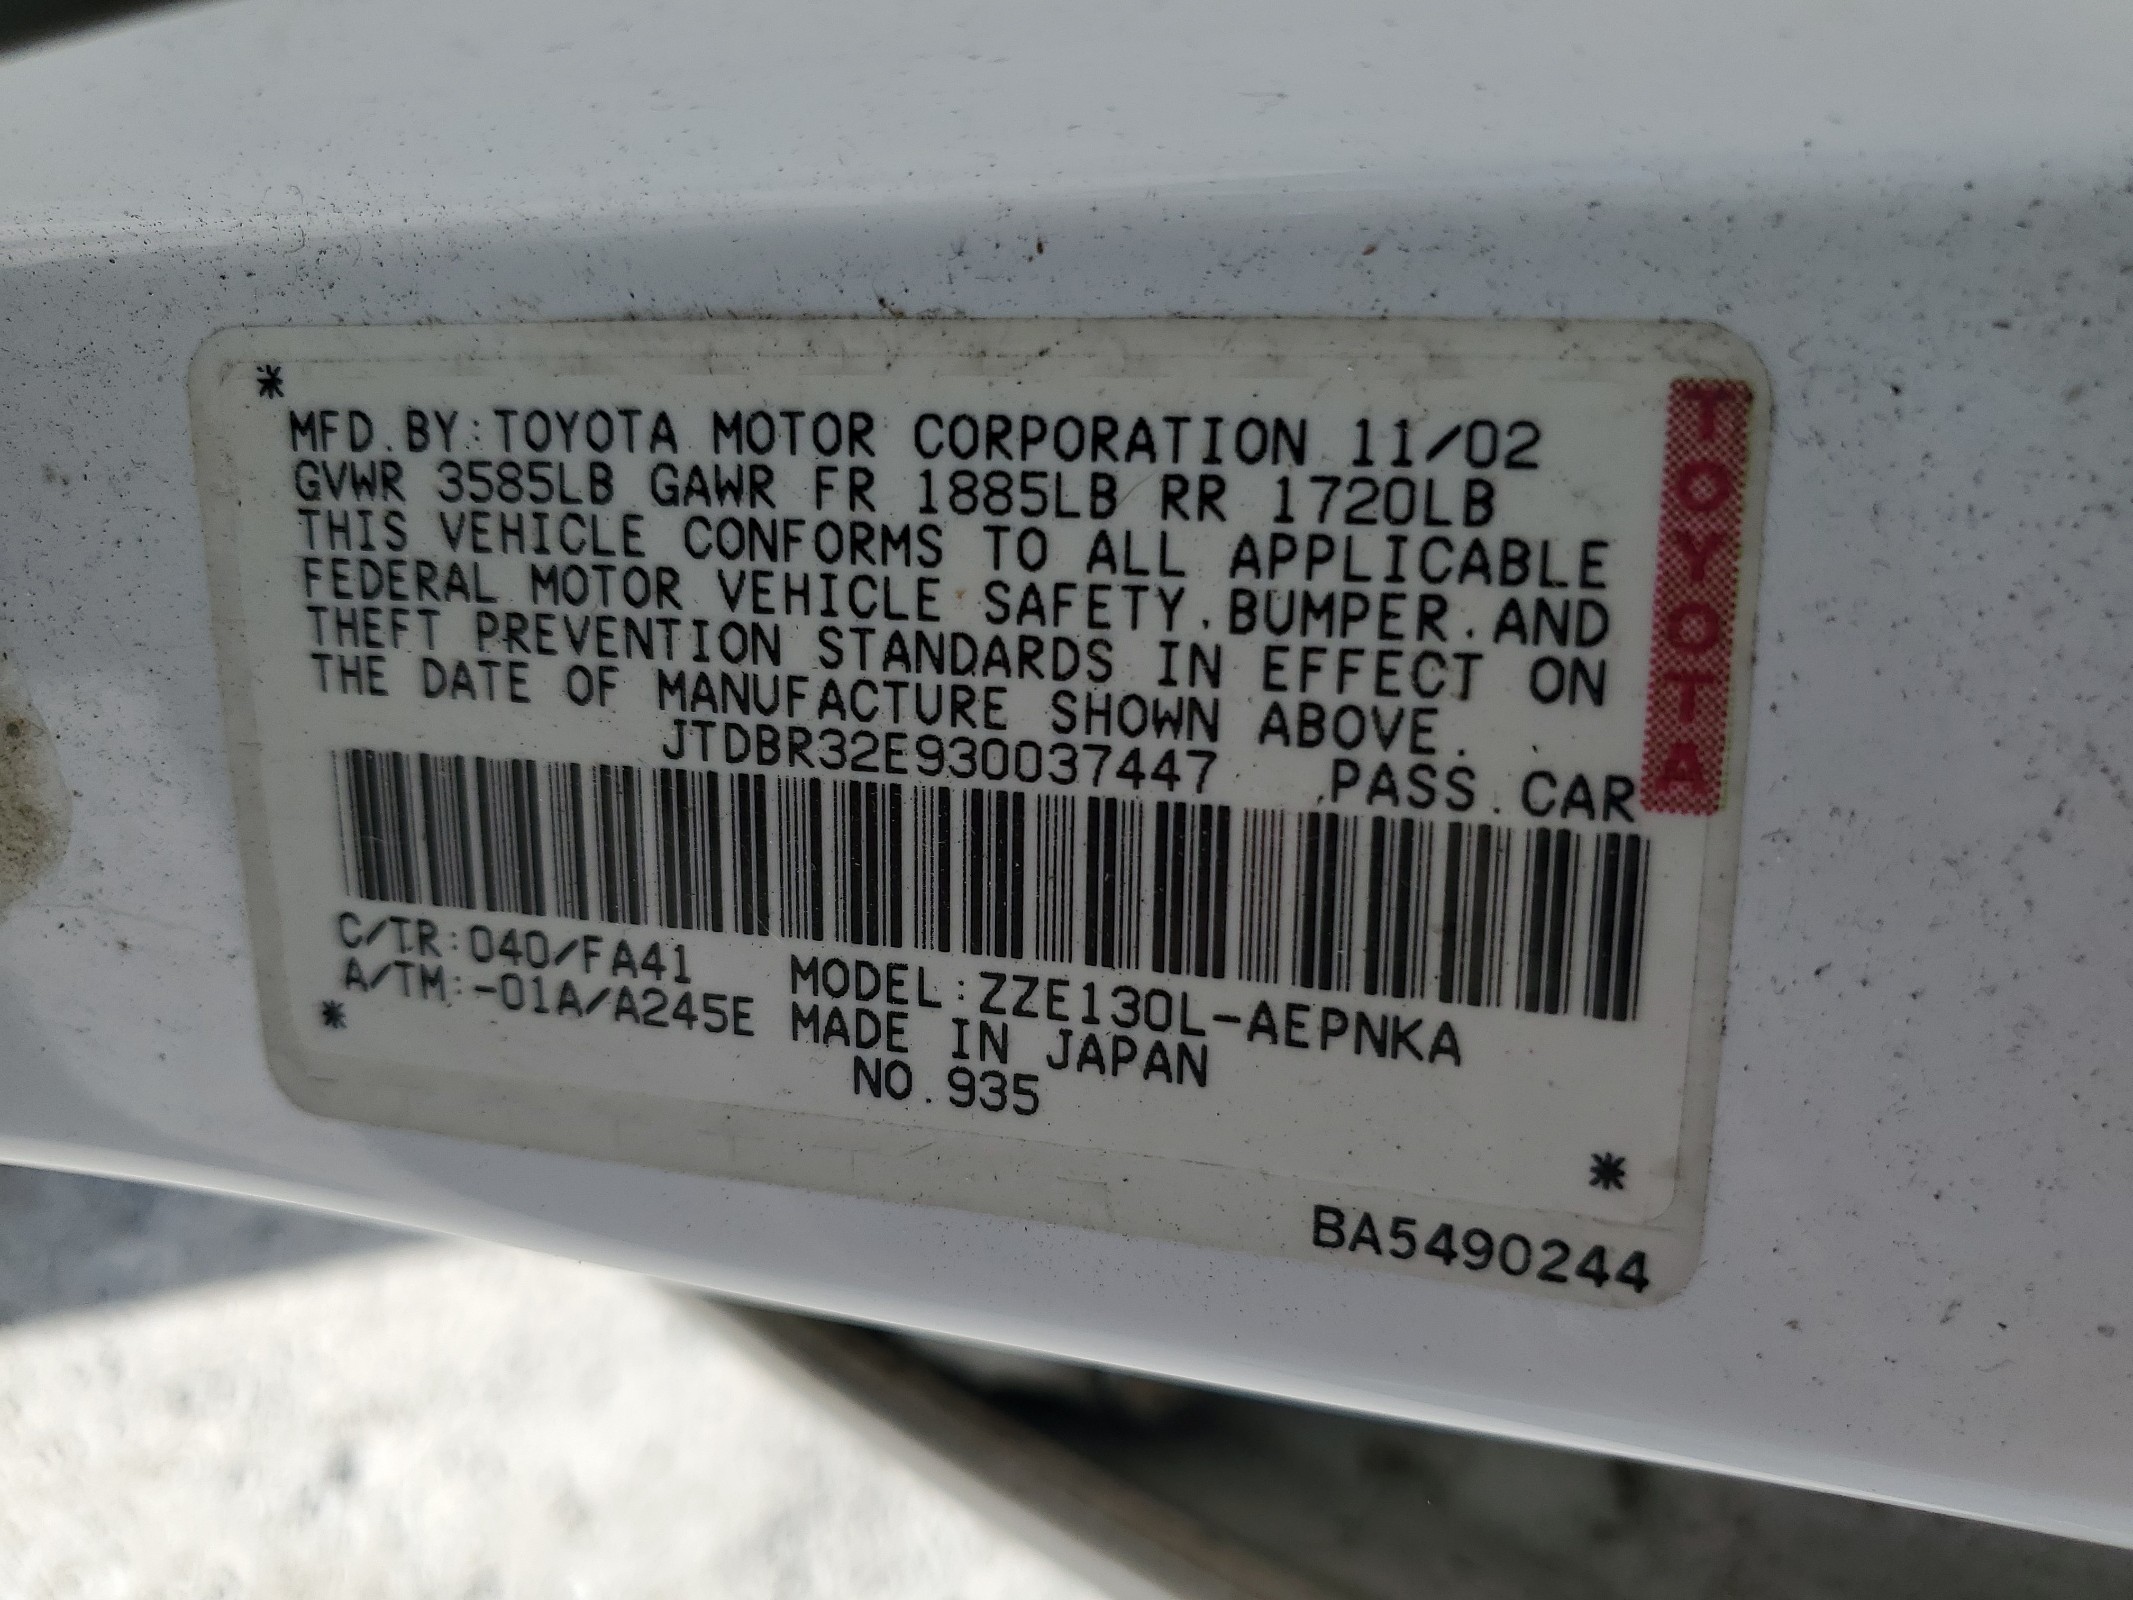 *
MFD.BY:TOYOTA MOTOR CORPORATION 11/02
GVWR 3585LB GAWR FR 1885LB RR 1720LB
THIS VEHICLE CONFORMS TO ALL APPLICABLE
FEDERAL MOTOR VEHICLE SAFETY,BUMPER,AND
THEFT PREVENTION STANDARDS IN EFFECT ON
THE DATE OF MANUFACTURE SHOWN ABOVE.
JTDBR32E930037447 PASS.CAR
TOYOTA
C/TR:040/FA41 MODEL:ZZE130L-AEPNKA
A/TM:-01A/A245E MADE IN JAPAN
* NO.935
*
BA5490244